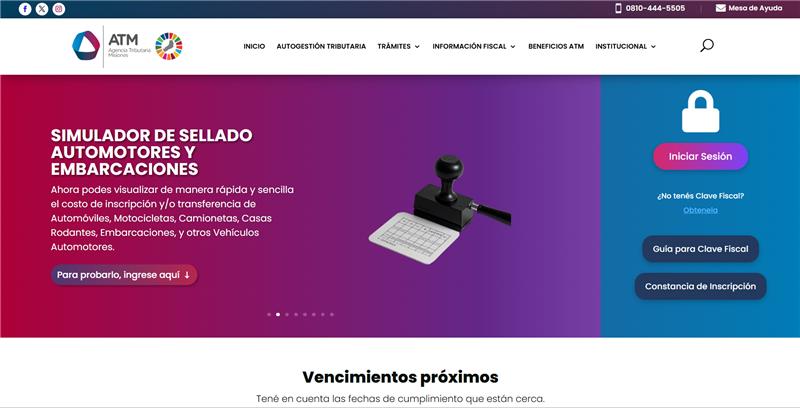 0810-444-5505
Mesa de Ayuda
ATM
Agencia Tributaria
Misiones
INICIO
AUTOGESTIÓN TRIBUTARIA
TRÁMITES
INFORMACIÓN FISCAL
BENEFICIOS ATM
INSTITUCIONAL
SIMULADOR DE SELLADO
AUTOMOTORES Y
EMBARCACIONES
Ahora podes visualizar de manera rápida y sencilla
el costo de inscripción y/o transferencia de
Automóviles, Motocicletas, Camionetas, Casas
Rodantes, Embarcaciones, y otros Vehículos
Automotores.
Para probarlo, ingrese aquí ↓
Iniciar Sesión
¿No tenés Clave Fiscal?
Obtenela
Guía para Clave Fiscal
Constancia de Inscripción
Vencimientos próximos
Tené en cuenta las fechas de cumplimiento que están cerca.